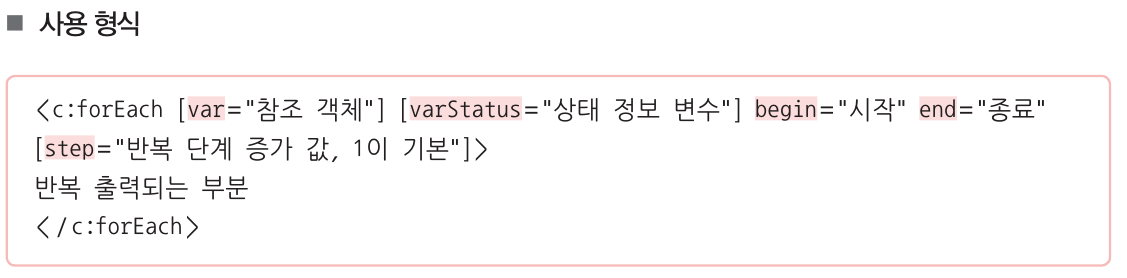 ■ 사용 형식
<c:forEach [var="참조 객체"] [varStatus="상태 정보 변수"] begin="시작" end="종료"
[step="반복 단계 증가 값, 1이 기본"]>
반복 출력되는 부분
</c:forEach>